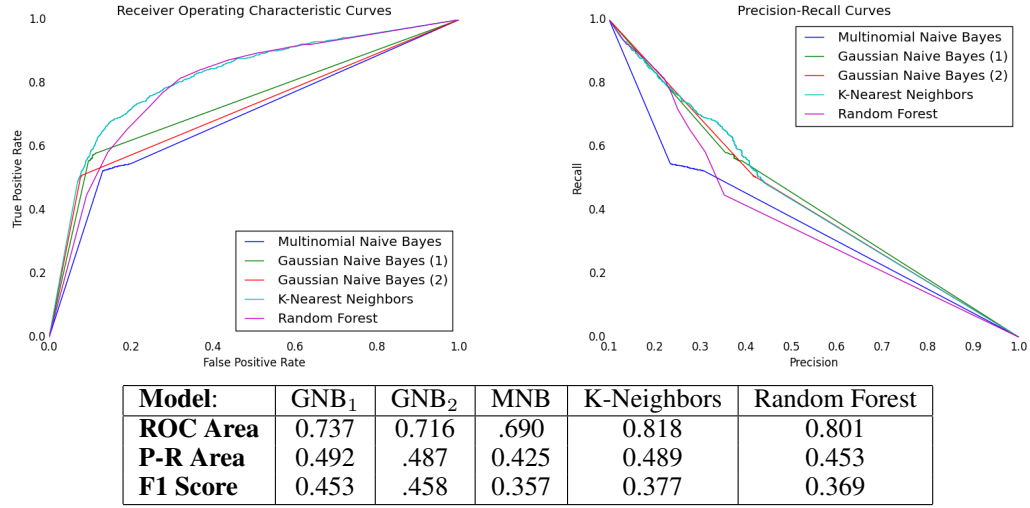 Receiver Operating Characteristic Curves
1.0
0.8
0.6
0.4
0.2
0.0
True Positive Rate
0.0 0.2 0.4 0.6 0.8 1.0
False Positive Rate
Multinomial Naive Bayes
Gaussian Naive Bayes (1)
Gaussian Naive Bayes (2)
K-Nearest Neighbors
Random Forest
Precision-Recall Curves
1.0
0.8
0.6
0.4
0.2
0.0
Recall
0.1 0.2 0.3 0.4 0.5 0.6 0.7 0.8 0.9 1.0
Precision
Multinomial Naive Bayes
Gaussian Naive Bayes (1)
Gaussian Naive Bayes (2)
K-Nearest Neighbors
Random Forest
Model: GNB1 GNB2 MNB K-Neighbors Random Forest
ROC Area 0.737 0.716 .690 0.818 0.801
P-R Area 0.492 .487 0.425 0.489 0.453
F1 Score 0.453 .458 0.357 0.377 0.369